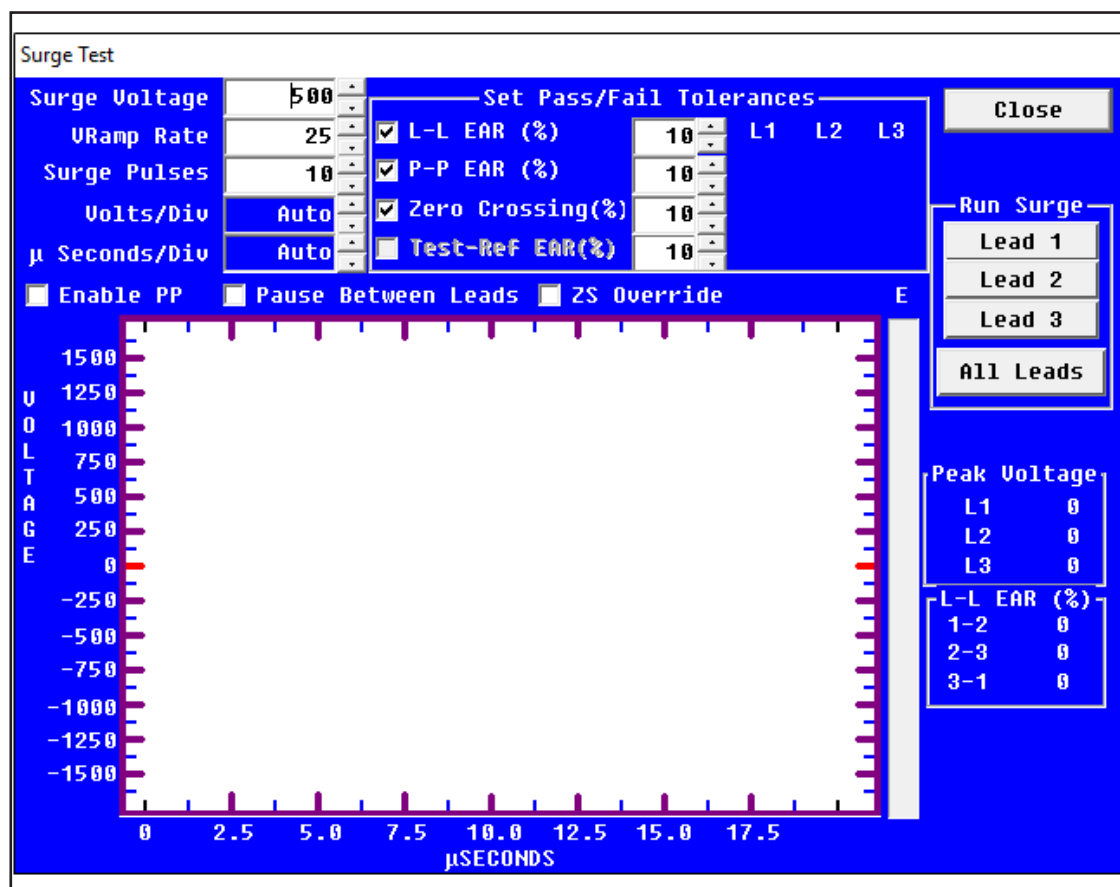 Surge Test
Surge Voltage 500
VRamp Rate 25
Surge Pulses 10
Volts/Div Auto
µ Seconds/Div Auto
Set Pass/Fail Tolerances
L-L EAR (%) 10 L1 L2 L3
P-P EAR (%) 10
Zero Crossing(%) 10
Test-Ref EAR(%) 10
Close
Run Surge
Lead 1
Lead 2
Lead 3
All Leads
Enable PP Pause Between Leads ZS Override E
VOLTAGE
1500
1250
1000
750
500
250
0
-250
-500
-750
-1000
-1250
-1500
0 2.5 5.0 7.5 10.0 12.5 15.0 17.5
µSECONDS
Peak Voltage
L1 0
L2 0
L3 0
L-L EAR (%)
1-2 0
2-3 0
3-1 0